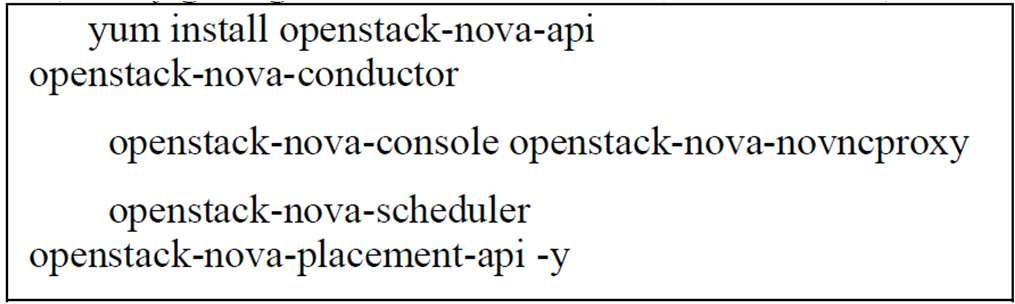 yum install openstack-nova-api
openstack-nova-conductor
openstack-nova-console openstack-nova-novncproxy
openstack-nova-scheduler
openstack-nova-placement-api -y